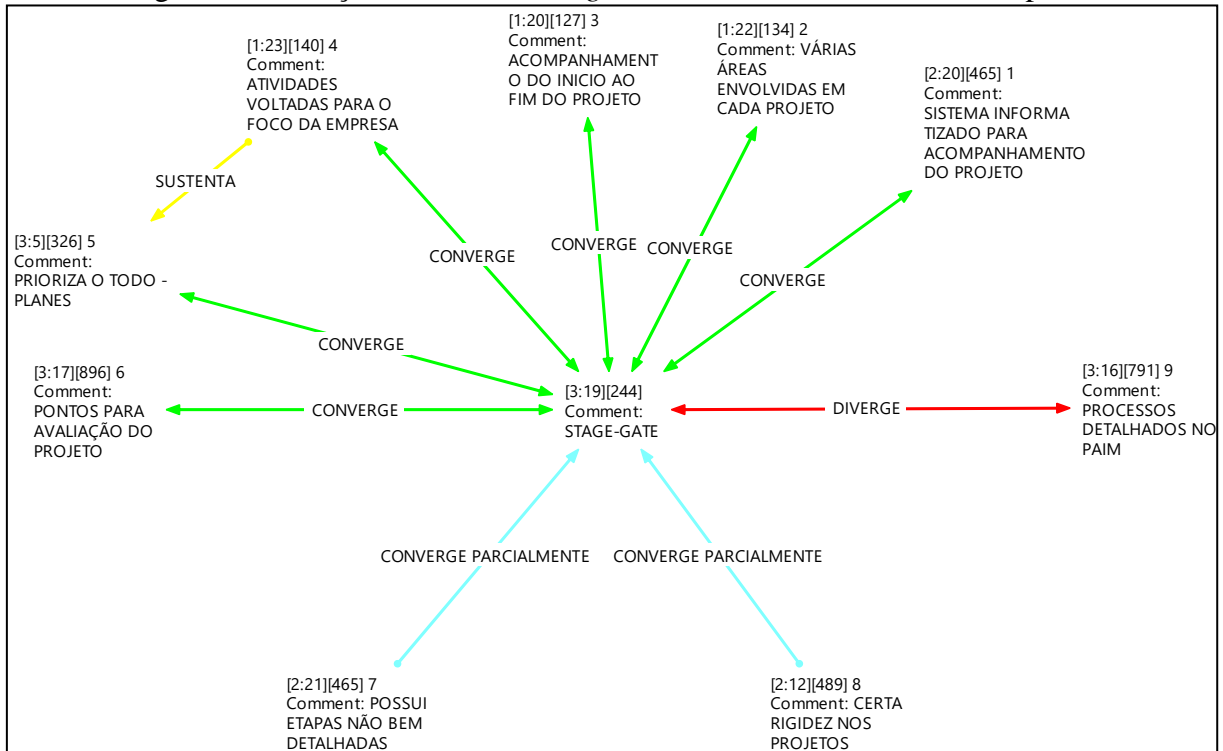 [1:20][127] 3
Comment:
ACOMPANHAMENT
O DO INICIO AO
FIM DO PROJETO
[1:22][134] 2
Comment: VÁRIAS
ÁREAS
ENVOLVIDAS EM
CADA PROJETO
[1:23][140] 4
Comment:
ATIVIDADES
VOLTADAS PARA O
FOCO DA EMPRESA
[2:20][465] 1
Comment:
SISTEMA INFORMA
TIZADO PARA
ACOMPANHAMENTO
DO PROJETO
SUSTENTA
[3:5][326] 5
Comment:
PRIORIZA O TODO -
PLANES
CONVERGE
CONVERGE
CONVERGE
CONVERGE
CONVERGE
[3:17][896] 6
Comment:
PONTOS PARA
AVALIAÇÃO DO
PROJETO
CONVERGE
[3:19][244]
Comment:
STAGE-GATE
DIVERGE
[3:16][791] 9
Comment:
PROCESSOS
DETALHADOS NO
PAIM
CONVERGE PARCIALMENTE
CONVERGE PARCIALMENTE
[2:21][465] 7
Comment: POSSUI
ETAPAS NÃO BEM
DETALHADAS
[2:12][489] 8
Comment: CERTA
RIGIDEZ NOS
PROJETOS